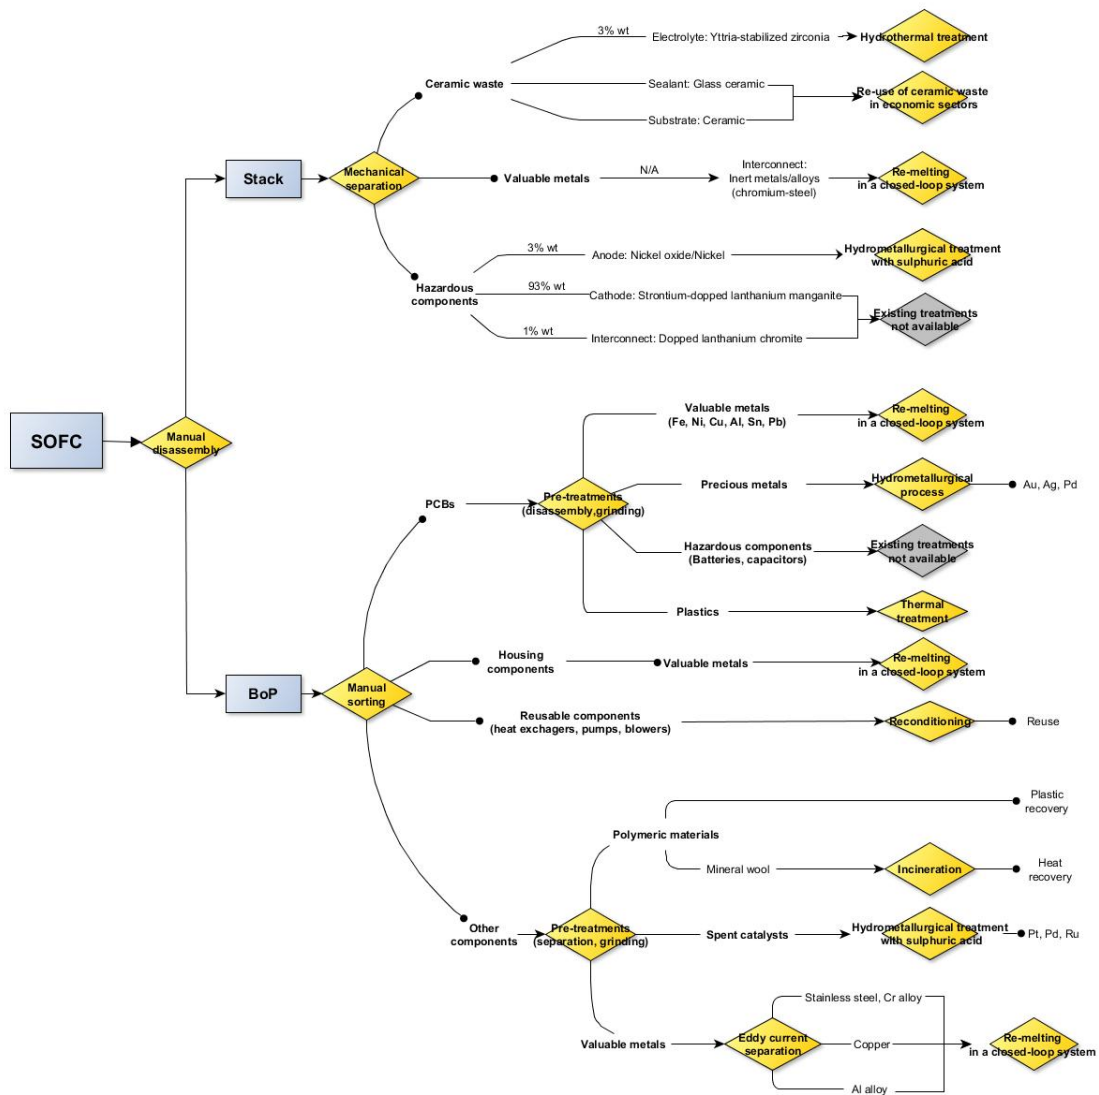 3% wt
Electrolyte: Yttria-stabilized zirconia
Hydrothermal treatment
Ceramic waste
Sealant: Glass ceramic
Re-use of ceramic waste
in economic sectors
Substrate: Ceramic
Stack
Mechanical
separation
Valuable metals
N/A
Interconnect:
Inert metals/alloys
(chromium-steel)
Re-melting
in a closed-loop system
Hazardous
components
3% wt
Anode: Nickel oxide/Nickel
Hydrometallurgical treatment
with sulphuric acid
93% wt
Cathode: Strontium-dopped lanthanium manganite
Existing treatments
not available
1% wt
Interconnect: Dopped lanthanium chromite
SOFC
Manual
disassembly
Valuable metals
(Fe, Ni, Cu, Al, Sn, Pb)
Re-melting
in a closed-loop system
PCBs
Pre-treatments
(disassembly,grinding)
Precious metals
Hydrometallurgical
process
Au, Ag, Pd
Hazardous components
(Batteries, capacitors)
Existing treatments
not available
Plastics
Thermal
treatment
BoP
Manual
sorting
Housing
components
Valuable metals
Re-melting
in a closed-loop system
Reusable components
(heat exchagers, pumps, blowers)
Reconditioning
Reuse
Plastic
recovery
Polymeric materials
Mineral wool
Incineration
Heat
recovery
Other
components
Pre-treatments
(separation, grinding)
Spent catalysts
Hydrometallurgical treatment
with sulphuric acid
Pt, Pd, Ru
Valuable metals
Eddy current
separation
Stainless steel, Cr alloy
Copper
Al alloy
Re-melting
in a closed-loop system